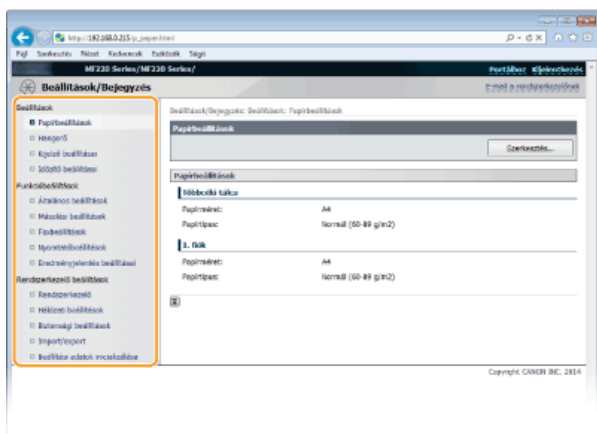 http://192.168.0.215/p_paper.html
Fájl Szerkesztés Nézet Kedvencek Eszközök Súgó
MF220 Series/MF220 Series/
Portálhoz Kijelentkezés
Beállítások/Bejegyzés
E-mail a rendszerkezelőnek
Beállítások
Papírbeállítások
Hangerő
Kijelző beállításai
Időzítő beállításai
Funkcióbeállítások
Általános beállítások
Másolási beállítások
Faxbeállítások
Nyomtatóbeállítások
Eredményjelentés beállításai
Rendszerkezelő beállítások
Rendszerkezelő
Hálózati beállítások
Biztonsági beállítások
Import/export
Beállítási adatok inicializálása
Beállítások/Bejegyzés: Beállítások: Papírbeállítások
Papírbeállítások
Szerkesztés...
Papírbeállítások
Többcélú tálca
Papírméret: A4
Papírtípus: Normál (60-89 g/m2)
1. fiók
Papírméret: A4
Papírtípus: Normál (60-89 g/m2)
Copyright CANON INC. 2014